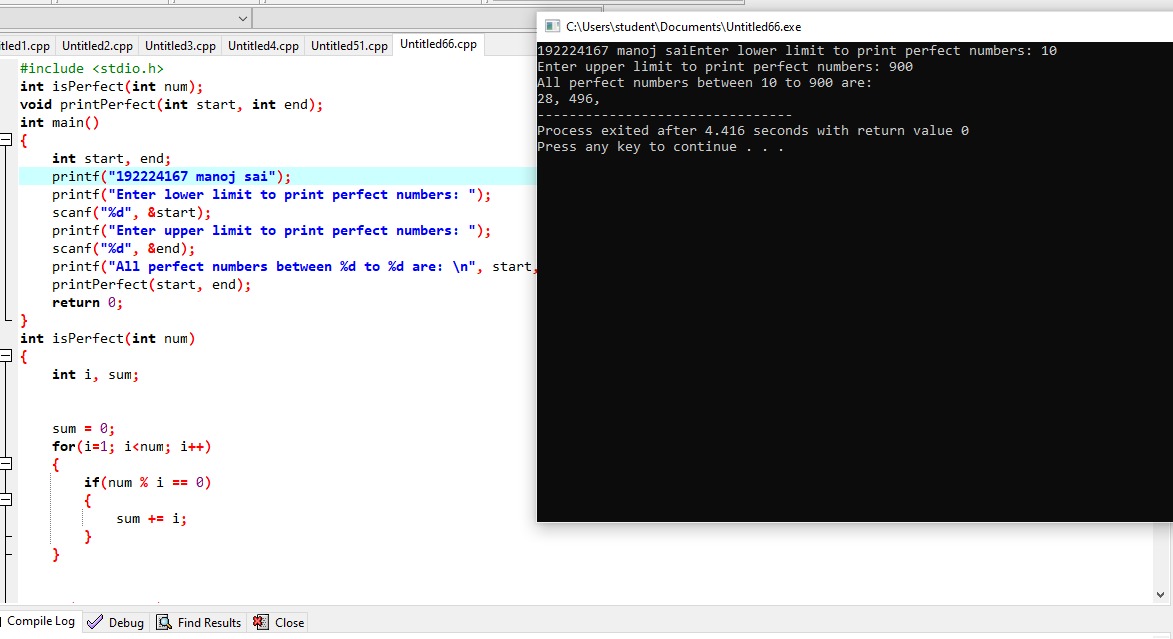 tled1.cpp Untitled2.cpp Untitled3.cpp Untitled4.cpp Untitled51.cpp Untitled66.cpp
#include <stdio.h>
int isPerfect(int num);
void printPerfect(int start, int end);
int main()
{
int start, end;
printf("192224167 manoj sai");
printf("Enter lower limit to print perfect numbers: ");
scanf("%d", &start);
printf("Enter upper limit to print perfect numbers: ");
scanf("%d", &end);
printf("All perfect numbers between %d to %d are: \n", start,
printPerfect(start, end);
return 0;
}
int isPerfect(int num)
{
int i, sum;
sum = 0;
for(i=1; i<num; i++)
{
if(num % i == 0)
{
sum += i;
}
}
C:\Users\student\Documents\Untitled66.exe
192224167 manoj saiEnter lower limit to print perfect numbers: 10
Enter upper limit to print perfect numbers: 900
All perfect numbers between 10 to 900 are:
28, 496,
--------------------------------
Process exited after 4.416 seconds with return value 0
Press any key to continue . . .
Compile Log Debug Find Results Close